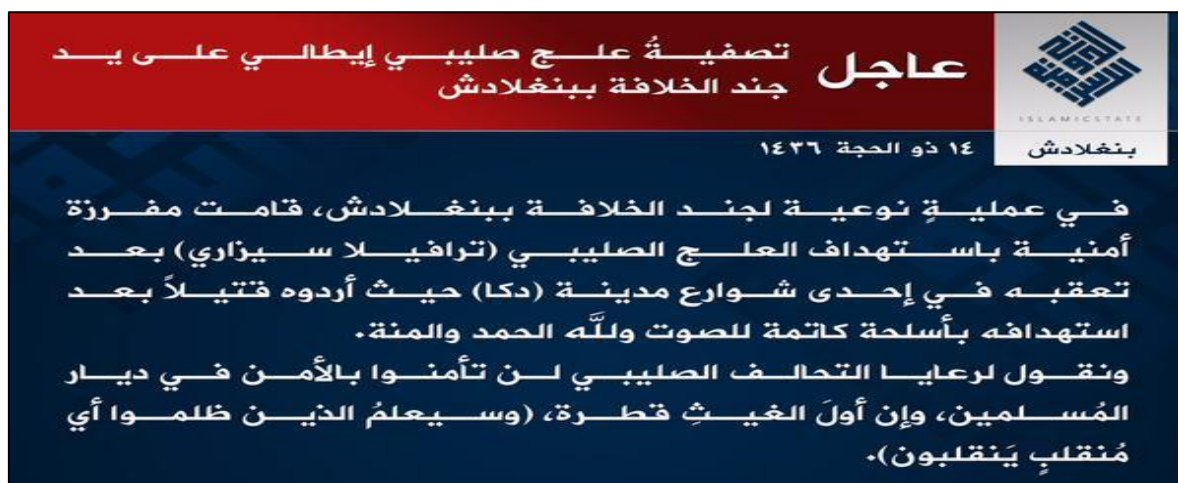 عاجل
تصفيةُ علج صليبي إيطالي على يد
جند الخلافة ببنغلادش
ISLAMICSTATE
بنغلادش
١٤ ذو الحجة ١٤٣٦
في عمليةٍ نوعية لجند الخلافة ببنغلادش، قامت مفرزة
أمنية باستهداف العلج الصليبي (ترافيلا سيزاري) بعد
تعقبه في إحدى شوارع مدينة (دكا) حيث أردوه قتيلاً بعد
استهدافه بأسلحة كاتمة للصوت وللَّه الحمد والمنة.
ونقول لرعايا التحالف الصليبي لن تأمنوا بالأمن في ديار
المُسلمين، وإن أولَ الغيثِ قطرة، (وسيعلمُ الذين ظلموا أي
مُنقلبٍ يَنقلبون).